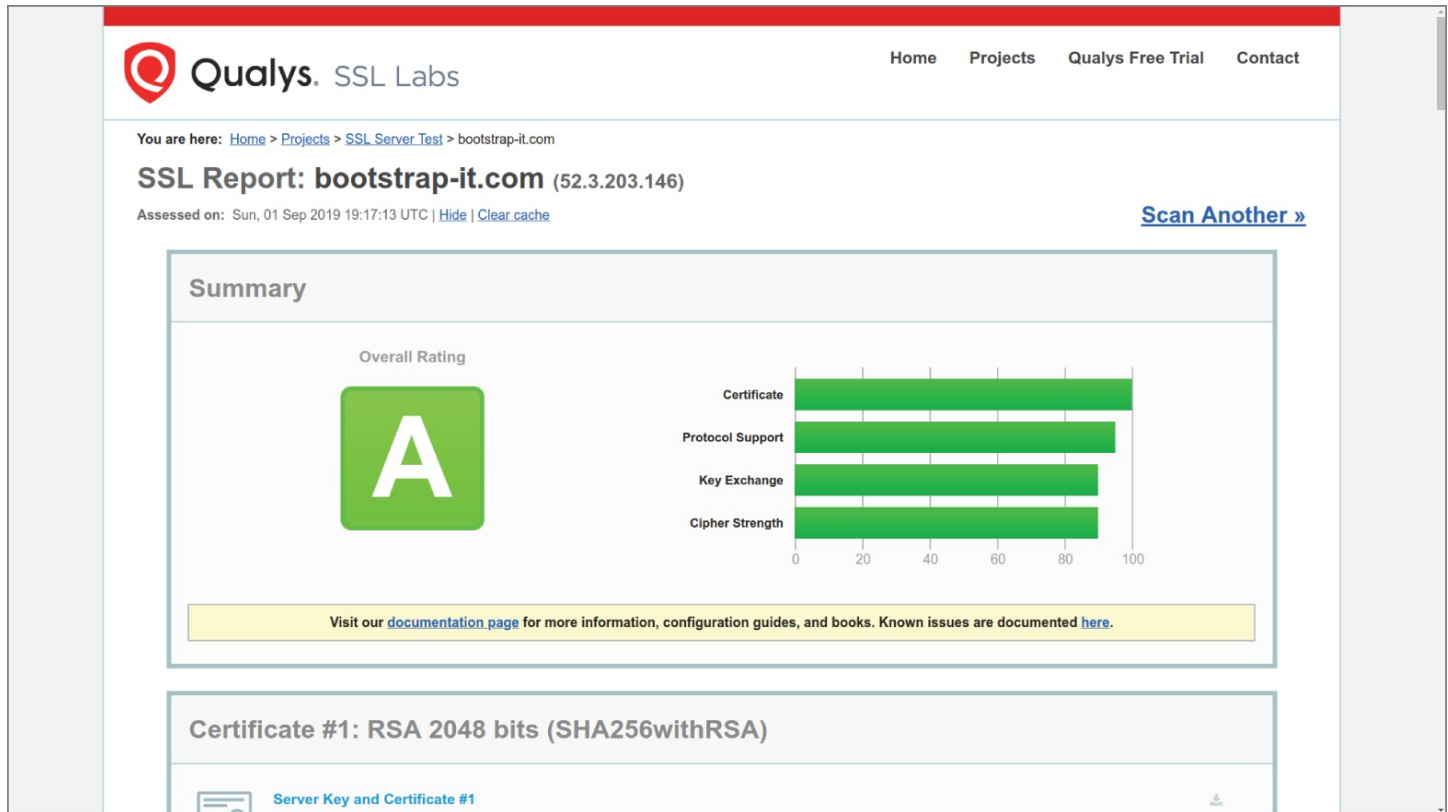 Qualys. SSL Labs
Home Projects Qualys Free Trial Contact
You are here: Home > Projects > SSL Server Test > bootstrap-it.com
SSL Report: bootstrap-it.com (52.3.203.146)
Assessed on: Sun, 01 Sep 2019 19:17:13 UTC | Hide | Clear cache
Scan Another »
Summary
Overall Rating
A
Certificate
Protocol Support
Key Exchange
Cipher Strength
0 20 40 60 80 100
Visit our documentation page for more information, configuration guides, and books. Known issues are documented here.
Certificate #1: RSA 2048 bits (SHA256withRSA)
Server Key and Certificate #1